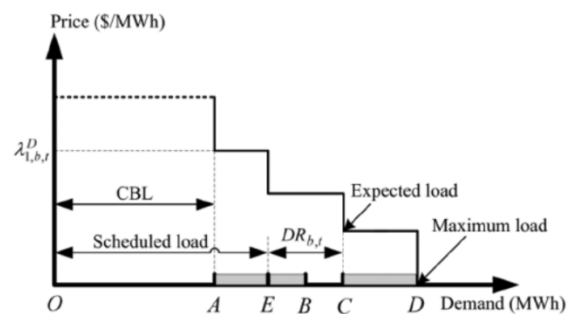 Price ($/MWh)
λ^D_{1,b,t}
CBL
Expected load
Scheduled load
DR_{b,t}
Maximum load
O A E B C D Demand (MWh)